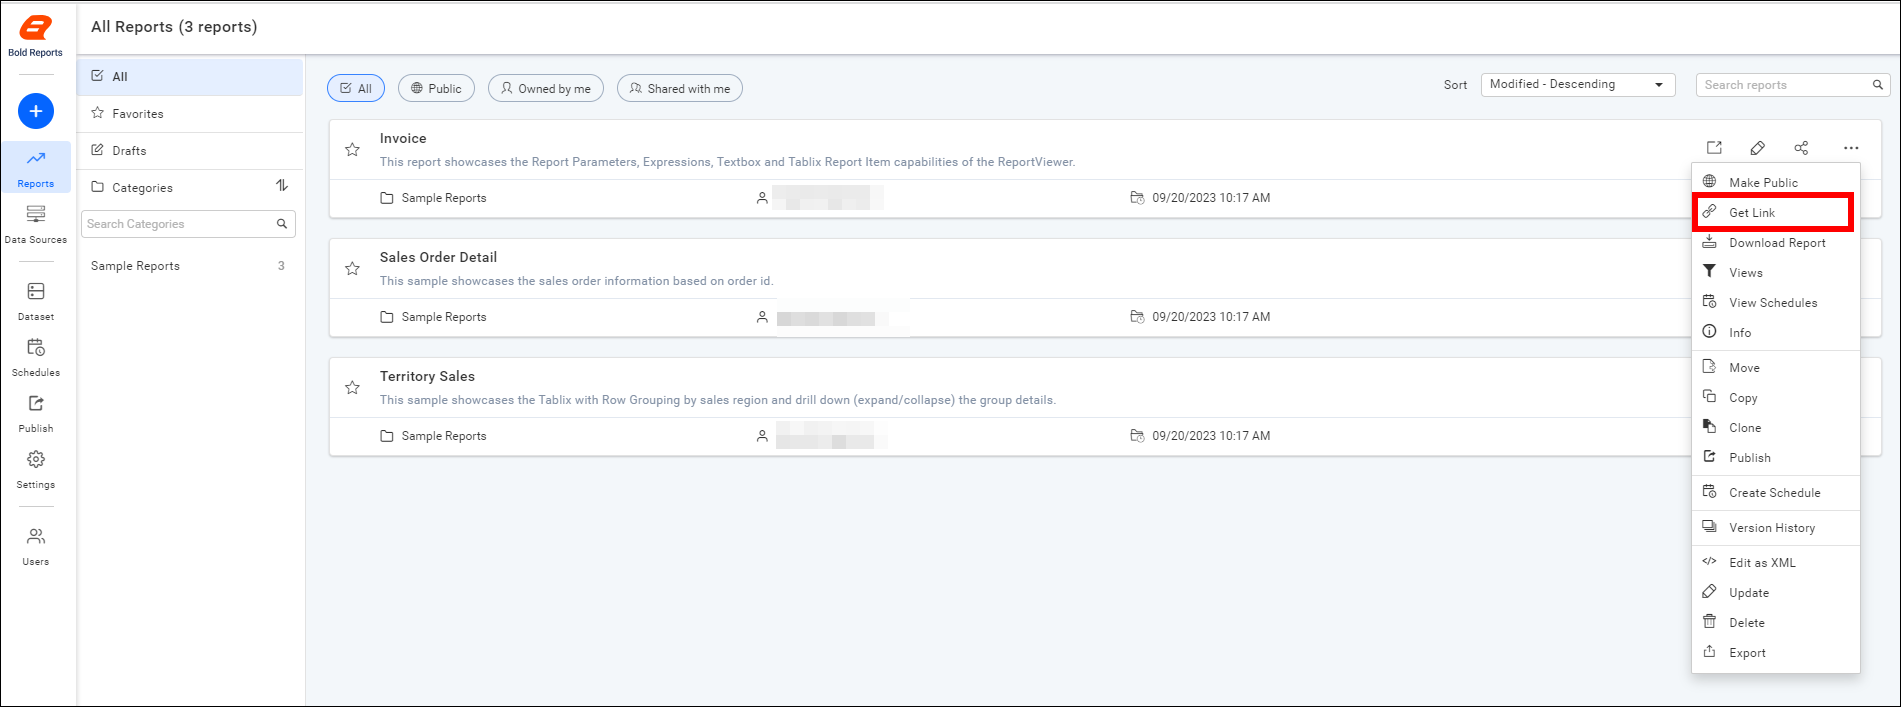 Bold Reports
Reports
Data Sources
Dataset
Schedules
Publish
Settings
Users
All Reports (3 reports)
All
Favorites
Drafts
Categories
Search Categories
Sample Reports 3
All Public Owned by me Shared with me
Sort Modified - Descending Search reports
Invoice
This report showcases the Report Parameters, Expressions, Textbox and Tablix Report Item capabilities of the ReportViewer.
Sample Reports 09/20/2023 10:17 AM
Sales Order Detail
This sample showcases the sales order information based on order id.
Sample Reports 09/20/2023 10:17 AM
Territory Sales
This sample showcases the Tablix with Row Grouping by sales region and drill down (expand/collapse) the group details.
Sample Reports 09/20/2023 10:17 AM
Make Public
Get Link
Download Report
Views
View Schedules
Info
Move
Copy
Clone
Publish
Create Schedule
Version History
Edit as XML
Update
Delete
Export